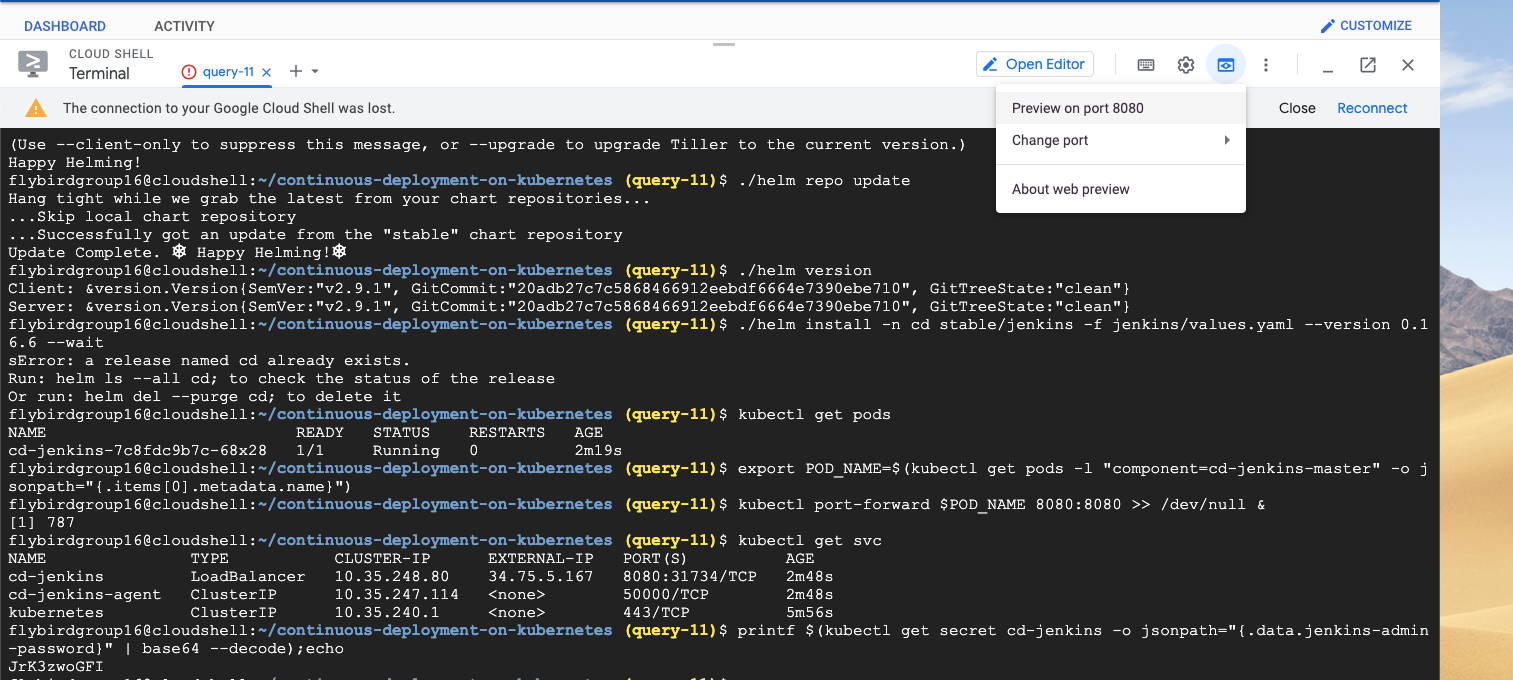 DASHBOARD ACTIVITY CUSTOMIZE
CLOUD SHELL
Terminal query-11 Open Editor
The connection to your Google Cloud Shell was lost. Close Reconnect
Preview on port 8080
Change port
About web preview
(Use --client-only to suppress this message, or --upgrade to upgrade Tiller to the current version.)
Happy Helming!
flybirdgroup16@cloudshell:~/continuous-deployment-on-kubernetes (query-11)$ ./helm repo update
Hang tight while we grab the latest from your chart repositories...
...Skip local chart repository
...Successfully got an update from the "stable" chart repository
Update Complete. ⎈ Happy Helming!⎈
flybirdgroup16@cloudshell:~/continuous-deployment-on-kubernetes (query-11)$ ./helm version
Client: &version.Version{SemVer:"v2.9.1", GitCommit:"20adb27c7c5868466912eebdf6664e7390ebe710", GitTreeState:"clean"}
Server: &version.Version{SemVer:"v2.9.1", GitCommit:"20adb27c7c5868466912eebdf6664e7390ebe710", GitTreeState:"clean"}
flybirdgroup16@cloudshell:~/continuous-deployment-on-kubernetes (query-11)$ ./helm install -n cd stable/jenkins -f jenkins/values.yaml --version 0.1
6.6 --wait
sError: a release named cd already exists.
Run: helm ls --all cd; to check the status of the release
Or run: helm del --purge cd; to delete it
flybirdgroup16@cloudshell:~/continuous-deployment-on-kubernetes (query-11)$ kubectl get pods
NAME READY STATUS RESTARTS AGE
cd-jenkins-7c8fdc9b7c-68x28 1/1 Running 0 2m19s
flybirdgroup16@cloudshell:~/continuous-deployment-on-kubernetes (query-11)$ export POD_NAME=$(kubectl get pods -l "component=cd-jenkins-master" -o j
sonpath="{.items[0].metadata.name}")
flybirdgroup16@cloudshell:~/continuous-deployment-on-kubernetes (query-11)$ kubectl port-forward $POD_NAME 8080:8080 >> /dev/null &
[1] 787
flybirdgroup16@cloudshell:~/continuous-deployment-on-kubernetes (query-11)$ kubectl get svc
NAME TYPE CLUSTER-IP EXTERNAL-IP PORT(S) AGE
cd-jenkins LoadBalancer 10.35.248.80 34.75.5.167 8080:31734/TCP 2m48s
cd-jenkins-agent ClusterIP 10.35.247.114 <none> 50000/TCP 2m48s
kubernetes ClusterIP 10.35.240.1 <none> 443/TCP 5m56s
flybirdgroup16@cloudshell:~/continuous-deployment-on-kubernetes (query-11)$ printf $(kubectl get secret cd-jenkins -o jsonpath="{.data.jenkins-admin
-password}" | base64 --decode);echo
JrK3zwoGFI